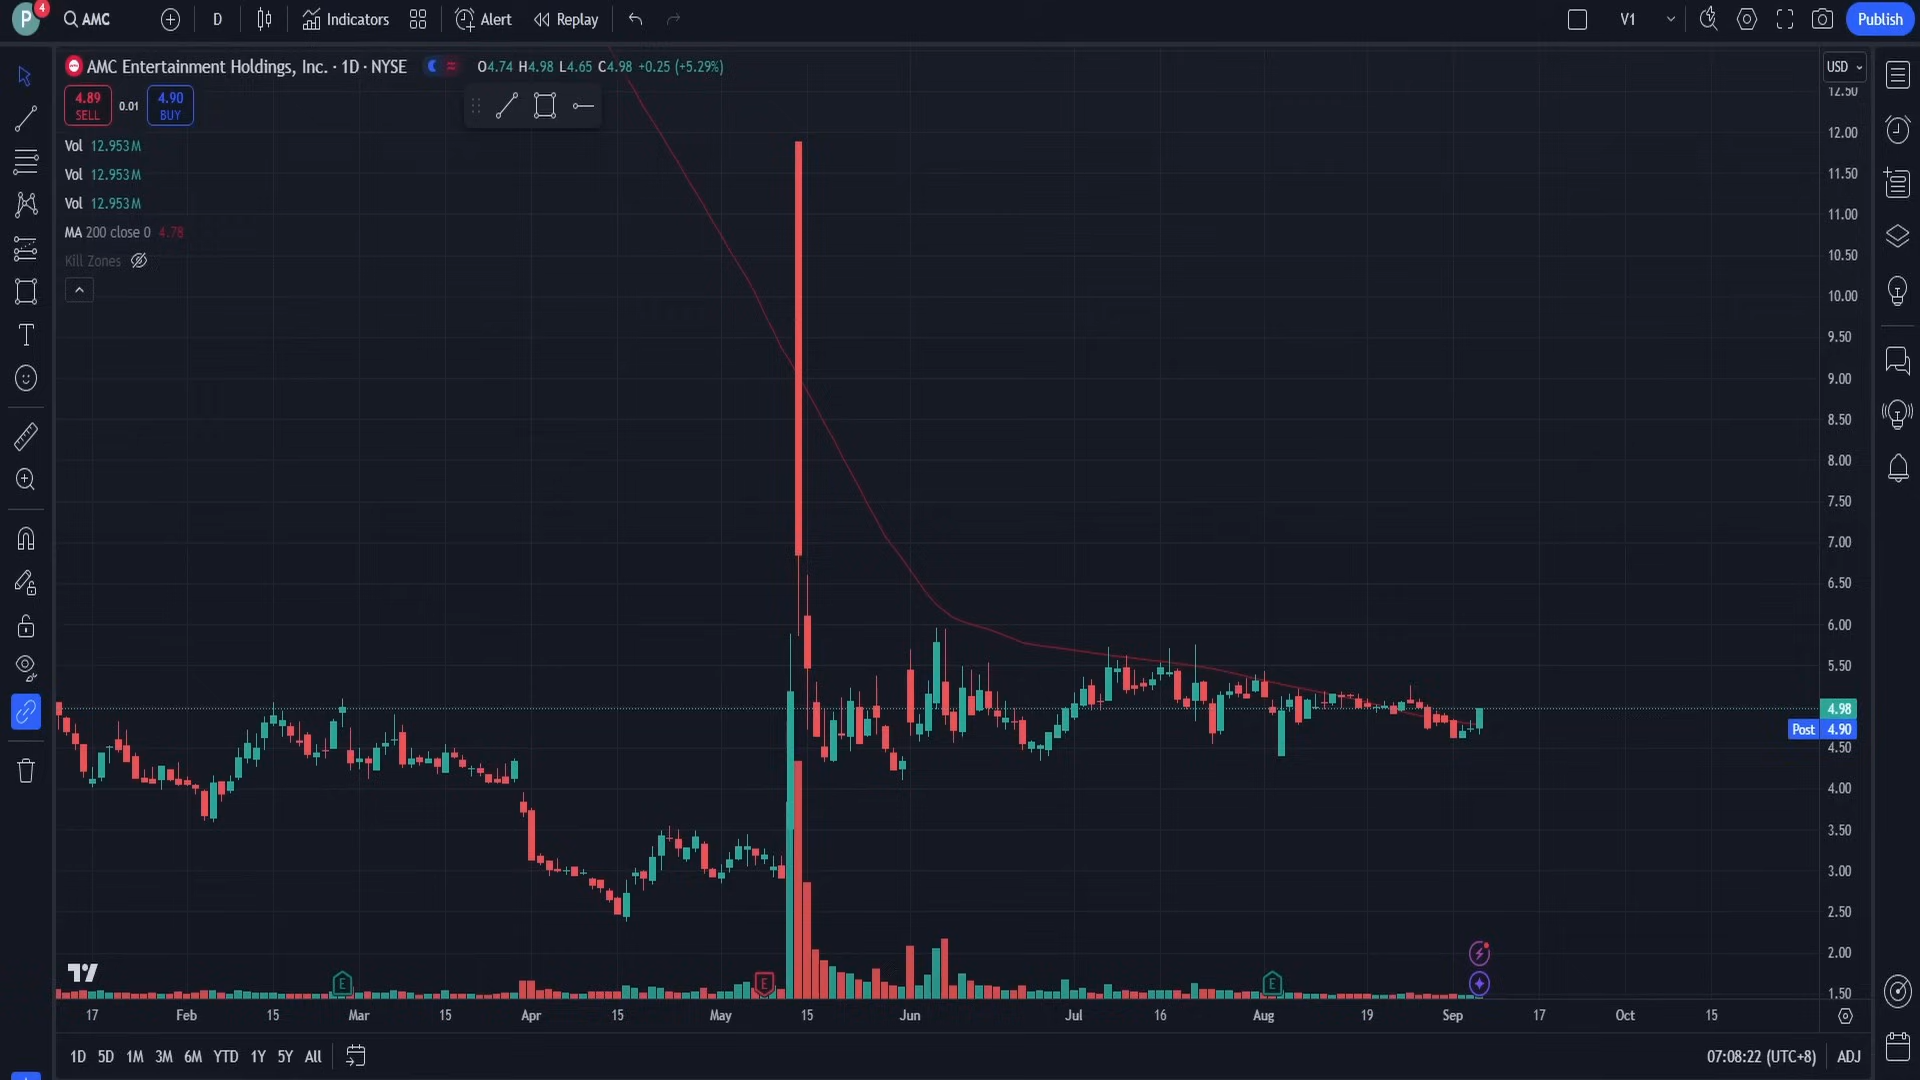 P 4 AMC D Indicators Alert Replay V1 Publish
AMC Entertainment Holdings, Inc. · 1D · NYSE O4.74 H4.98 L4.65 C4.98 +0.25 (+5.29%) USD
4.89 SELL 0.01 4.90 BUY
Vol 12.953M
Vol 12.953M
Vol 12.953M
MA 200 close 0 4.78
Kill Zones
12.50
12.00
11.50
11.00
10.50
10.00
9.50
9.00
8.50
8.00
7.50
7.00
6.50
6.00
5.50
4.98
Post 4.90
4.50
4.00
3.50
3.00
2.50
2.00
1.50
E E E
17 Feb 15 Mar 15 Apr 15 May 15 Jun Jul 16 Aug 19 Sep 17 Oct 15
1D 5D 1M 3M 6M YTD 1Y 5Y All 07:08:22 (UTC+8) ADJ